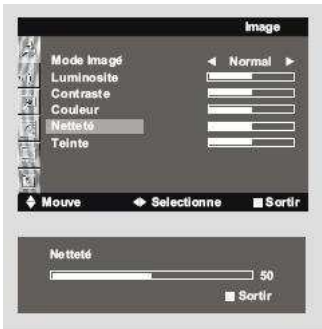 Image
Mode Imagé ◄ Normal ►
Luminosite
Contraste
Couleur
Netteté
Teinte
Mouve Selectionne Sortir
Netteté
50
Sortir